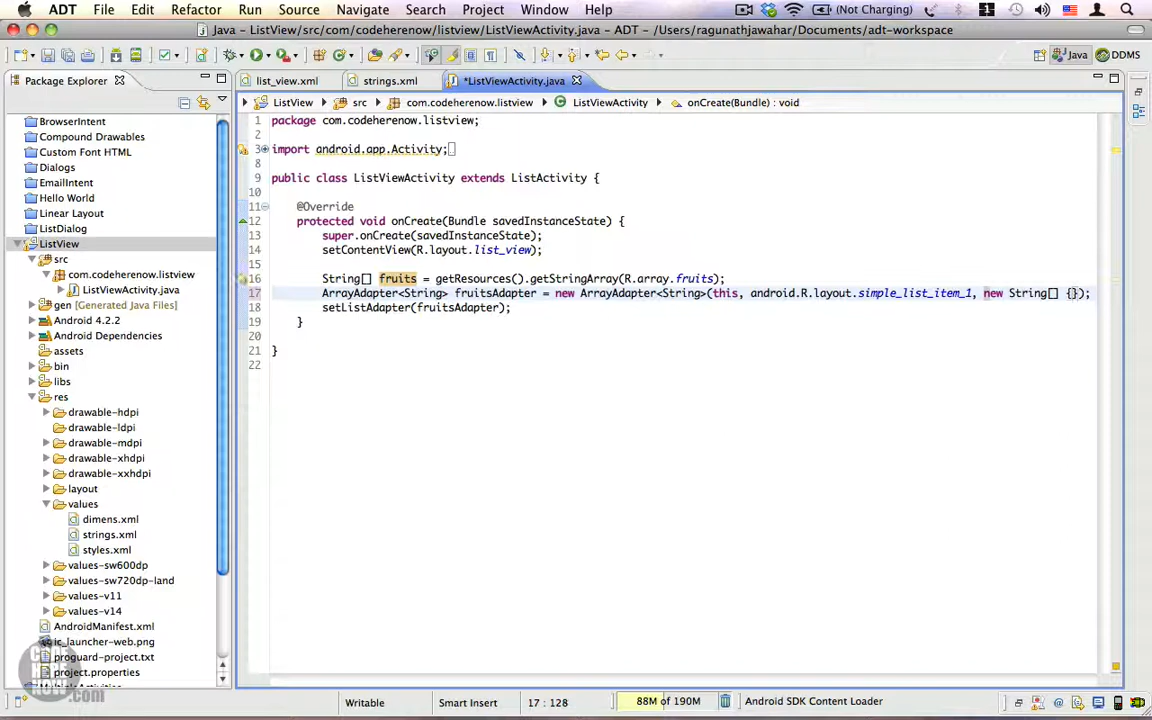 ADT File Edit Refactor Run Source Navigate Search Project Window Help (Not Charging) 1
Java - ListView/src/com/codeherenow/listview/ListViewActivity.java - ADT - /Users/ragunathjawahar/Documents/adt-workspace
Java DDMS
Package Explorer
list_view.xml strings.xml *ListViewActivity.java
ListView src com.codeherenow.listview ListViewActivity onCreate(Bundle) : void
BrowserIntent
Compound Drawables
Custom Font HTML
Dialogs
EmailIntent
Hello World
Linear Layout
ListDialog
ListView
src
com.codeherenow.listview
ListViewActivity.java
gen [Generated Java Files]
Android 4.2.2
Android Dependencies
assets
bin
libs
res
drawable-hdpi
drawable-ldpi
drawable-mdpi
drawable-xhdpi
drawable-xxhdpi
layout
values
dimens.xml
strings.xml
styles.xml
values-sw600dp
values-sw720dp-land
values-v11
values-v14
AndroidManifest.xml
ic_launcher-web.png
proguard-project.txt
project.properties
CODE HERE NOW .com
1 package com.codeherenow.listview;
2
3 import android.app.Activity;
8
9 public class ListViewActivity extends ListActivity {
10
11 @Override
12 protected void onCreate(Bundle savedInstanceState) {
13 super.onCreate(savedInstanceState);
14 setContentView(R.layout.list_view);
15
16 String[] fruits = getResources().getStringArray(R.array.fruits);
17 ArrayAdapter<String> fruitsAdapter = new ArrayAdapter<String>(this, android.R.layout.simple_list_item_1, new String[] {});
18 setListAdapter(fruitsAdapter);
19 }
20
21 }
22
Writable Smart Insert 17 : 128 88M of 190M Android SDK Content Loader